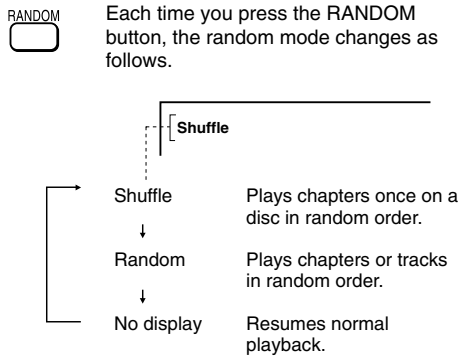 RANDOM
Each time you press the RANDOM
button, the random mode changes as
follows.
Shuffle
Shuffle
Plays chapters once on a
disc in random order.
Random
Plays chapters or tracks
in random order.
No display
Resumes normal
playback.